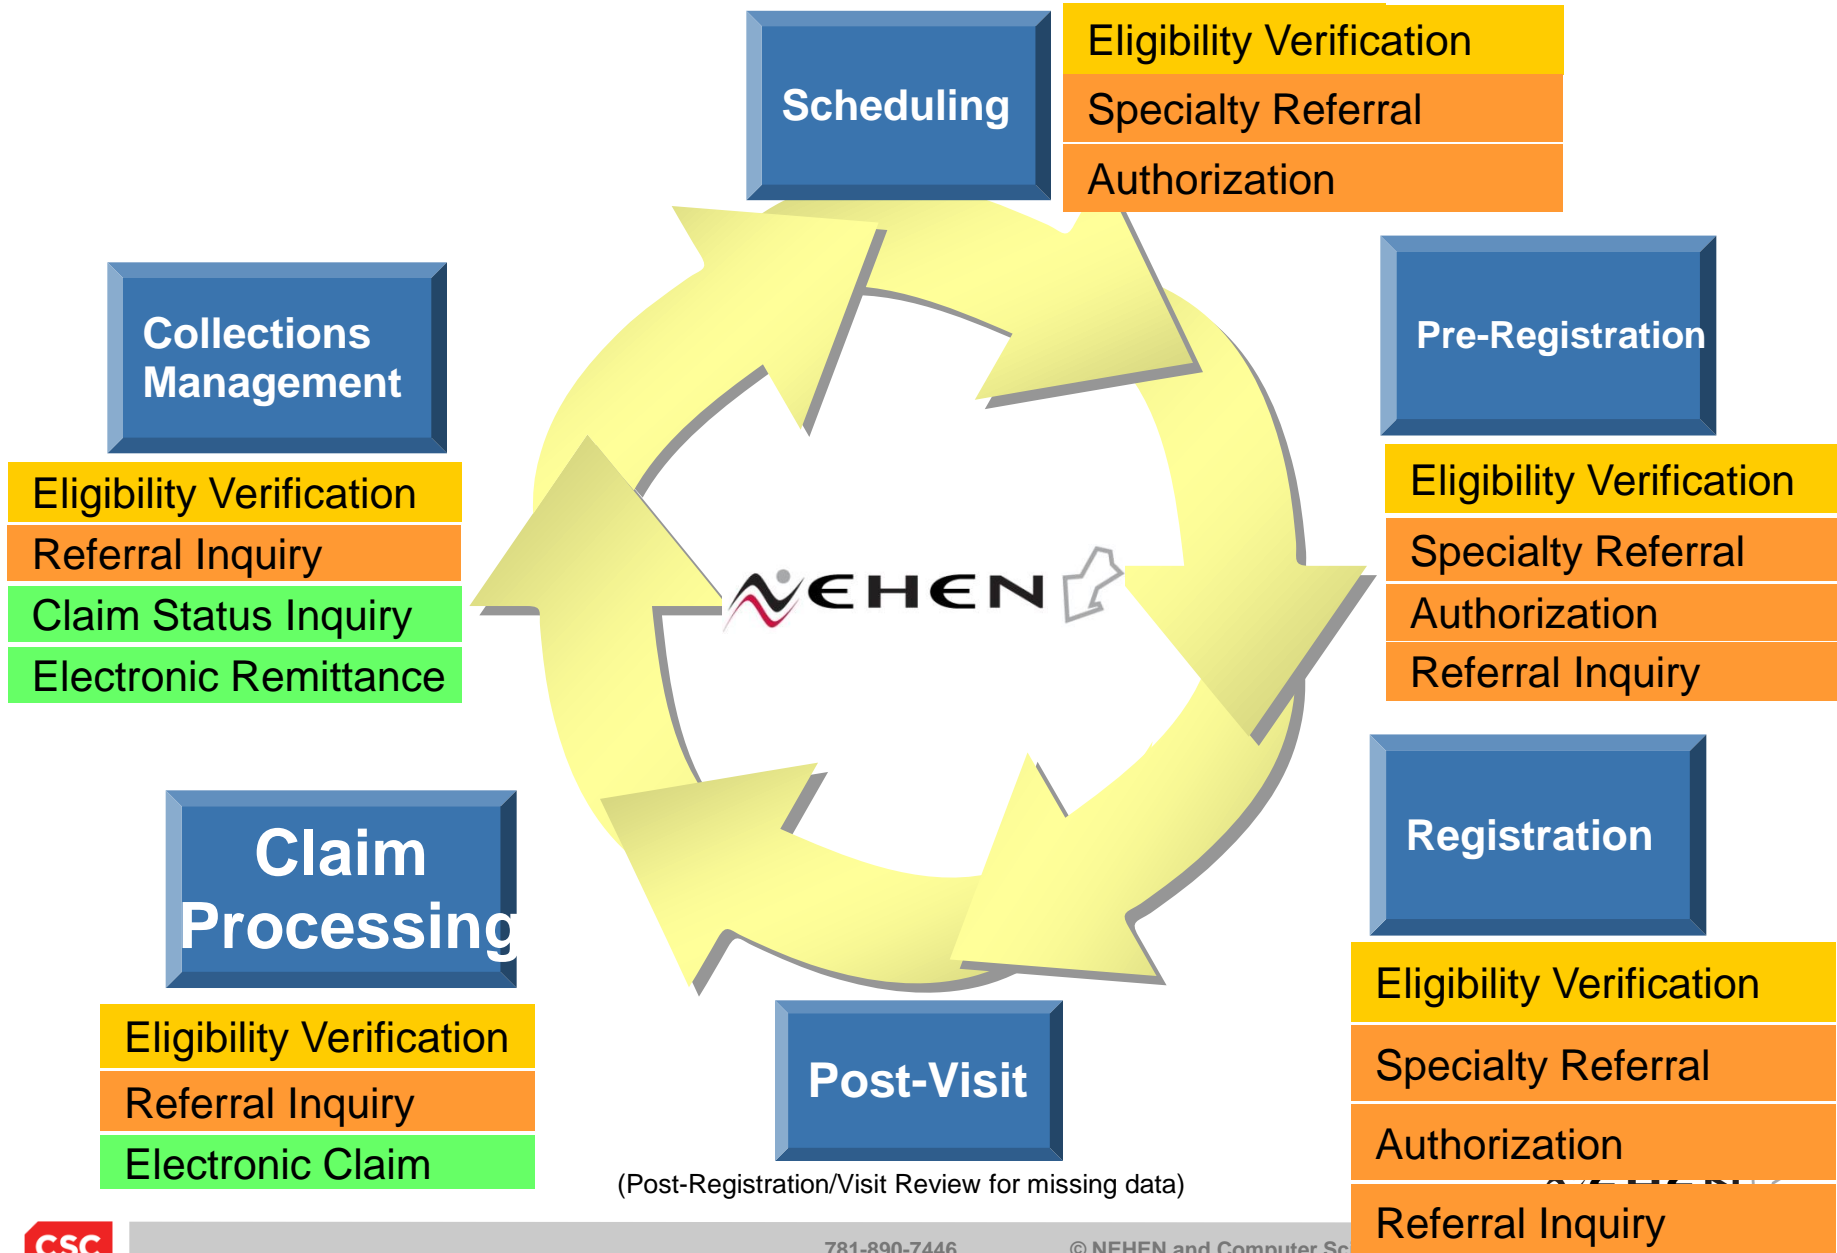 Scheduling
Eligibility Verification
Specialty Referral
Authorization
Pre-Registration
Eligibility Verification
Specialty Referral
Authorization
Referral Inquiry
Registration
Eligibility Verification
Specialty Referral
Authorization
Referral Inquiry
Post-Visit
(Post-Registration/Visit Review for missing data)
Claim
Processing
Eligibility Verification
Referral Inquiry
Electronic Claim
Collections
Management
Eligibility Verification
Referral Inquiry
Claim Status Inquiry
Electronic Remittance
NEHEN
NEHEN
CSC
781-890-7446
© NEHEN and Computer